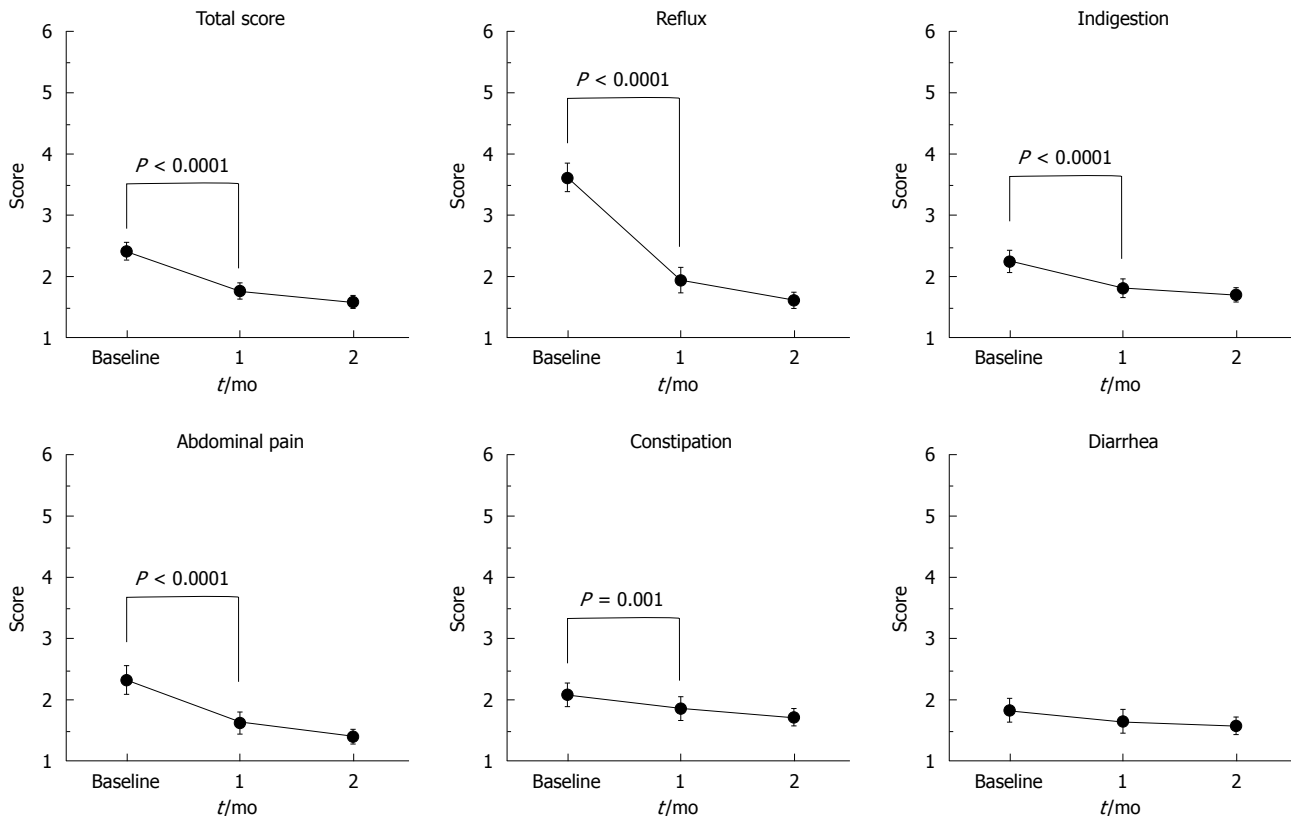 Total score
6
5
4
3
2
1
Score
P < 0.0001
Baseline 1 2
t/mo
Reflux
6
5
4
3
2
1
Score
P < 0.0001
Baseline 1 2
t/mo
Indigestion
6
5
4
3
2
1
Score
P < 0.0001
Baseline 1 2
t/mo
Abdominal pain
6
5
4
3
2
1
Score
P < 0.0001
Baseline 1 2
t/mo
Constipation
6
5
4
3
2
1
Score
P = 0.001
Baseline 1 2
t/mo
Diarrhea
6
5
4
3
2
1
Score
Baseline 1 2
t/mo